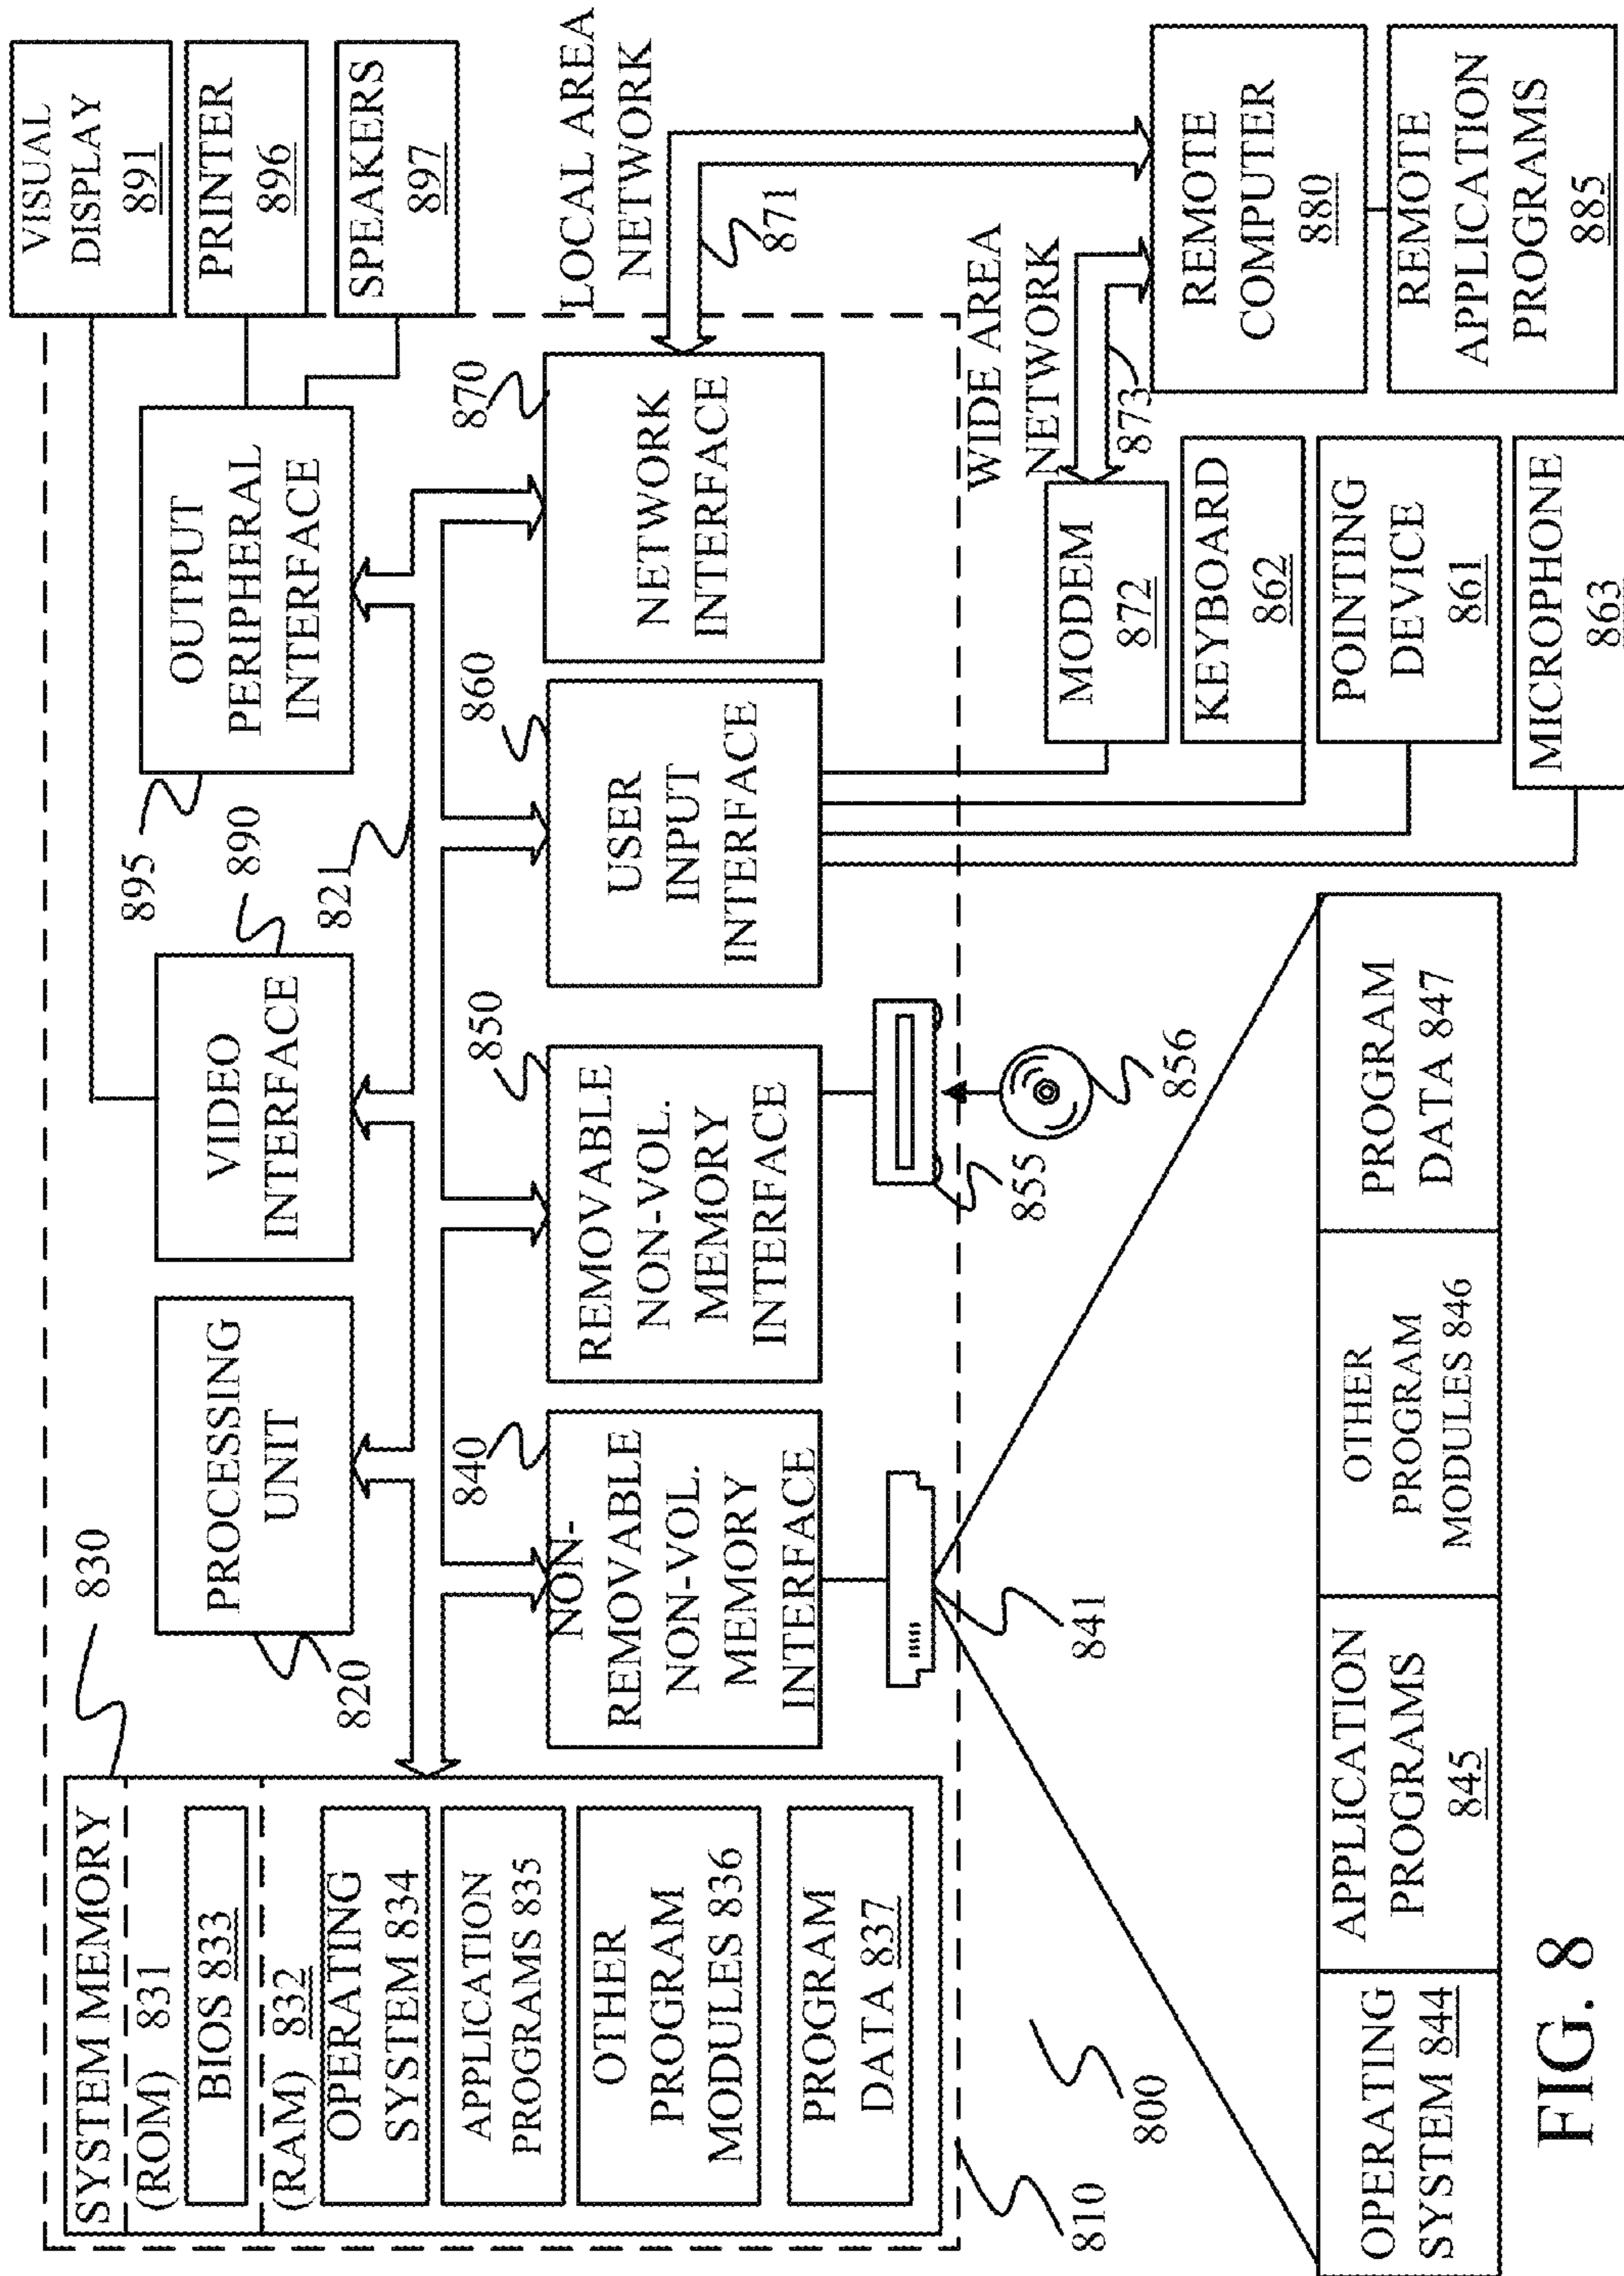 830
SYSTEM MEMORY
(ROM) 831
BIOS 833
(RAM) 832
OPERATING
SYSTEM 834
APPLICATION
PROGRAMS 835
OTHER
PROGRAM
MODULES 836
PROGRAM
DATA 837
810
800
PROCESSING
UNIT
820
VIDEO
INTERFACE
890
821
OUTPUT
PERIPHERAL
INTERFACE
895
VISUAL
DISPLAY
891
PRINTER
896
SPEAKERS
897
840
NON-
REMOVABLE
NON-VOL.
MEMORY
INTERFACE
841
850
REMOVABLE
NON-VOL.
MEMORY
INTERFACE
855
856
860
USER
INPUT
INTERFACE
870
NETWORK
INTERFACE
LOCAL AREA
NETWORK
871
WIDE AREA
NETWORK
873
MODEM
872
KEYBOARD
862
POINTING
DEVICE
861
MICROPHONE
863
REMOTE
COMPUTER
880
REMOTE
APPLICATION
PROGRAMS
885
OPERATING
SYSTEM 844
APPLICATION
PROGRAMS
845
OTHER
PROGRAM
MODULES 846
PROGRAM
DATA 847
FIG. 8